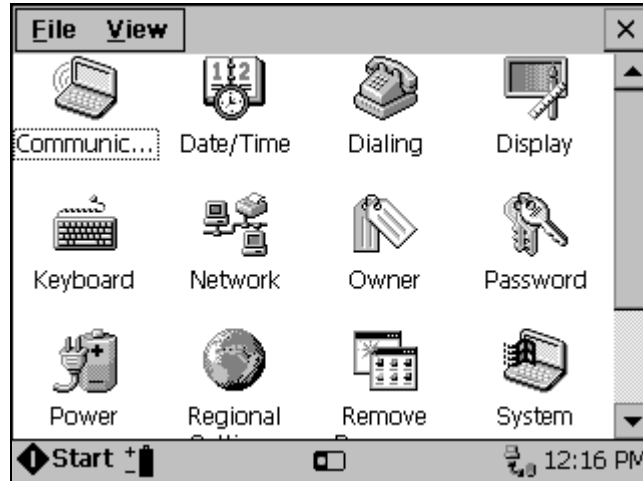 File View
Communic... Date/Time Dialing Display
Keyboard Network Owner Password
Power Regional Remove System
Start 12:16 PM